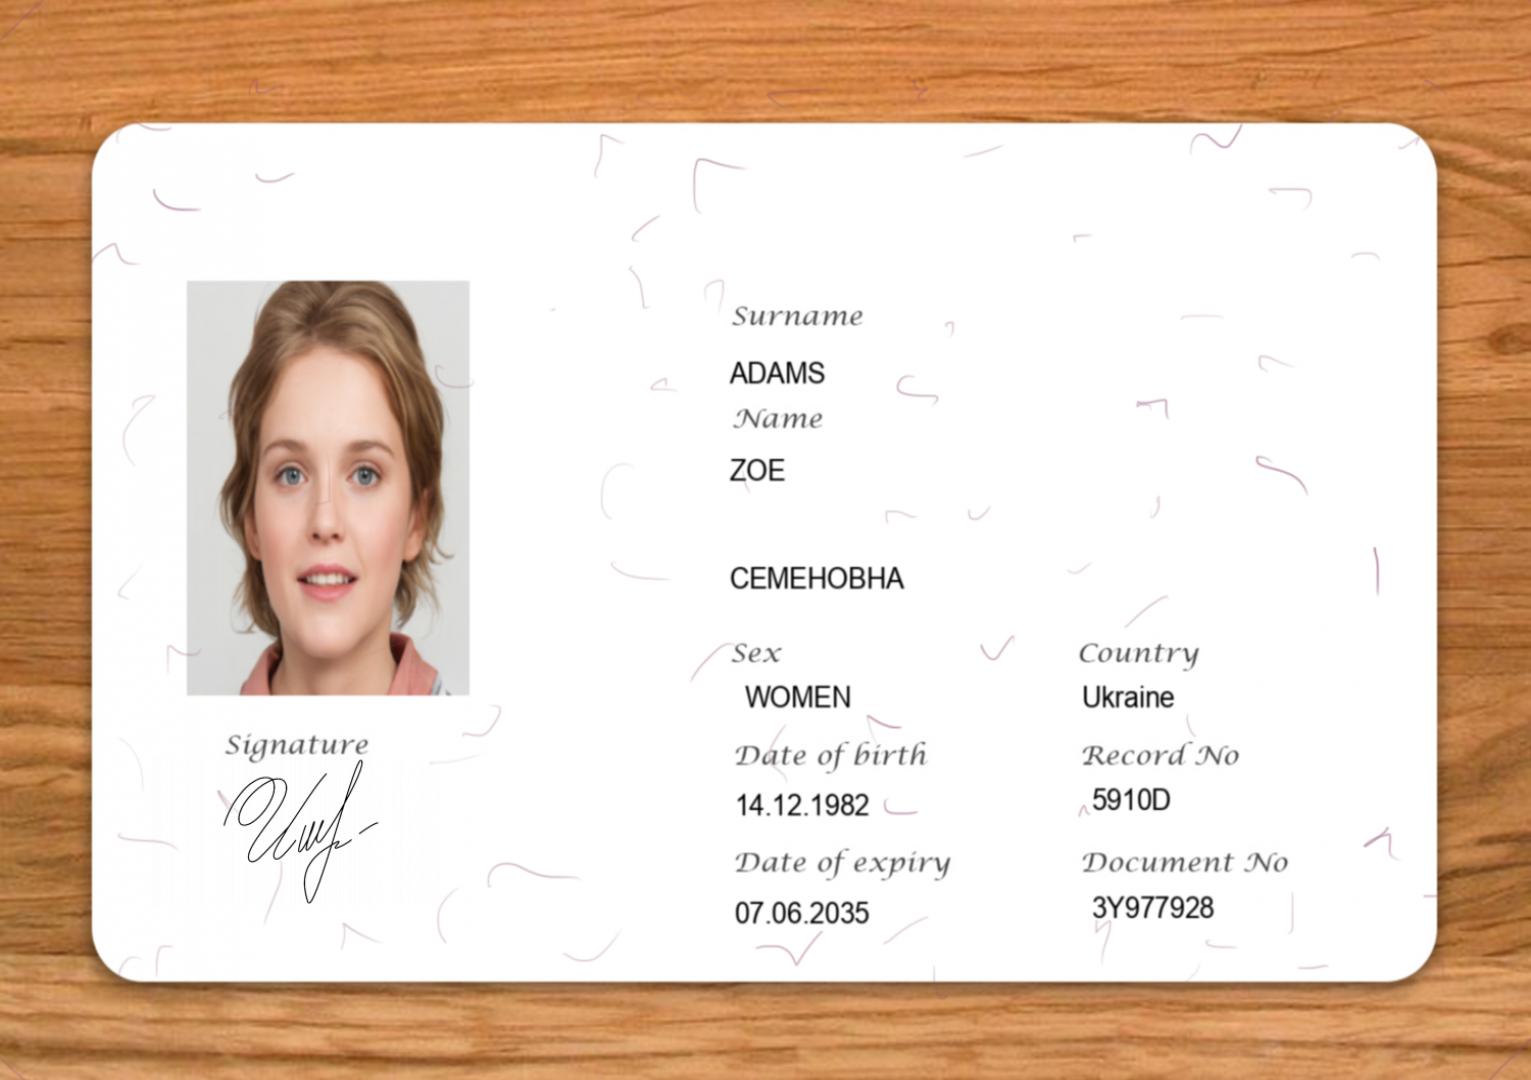 Surname
ADAMS
Name
ZOE
СЕМЕНОВНА
Sex
WOMEN
Country
Ukraine
Date of birth
14.12.1982
Record No
5910D
Date of expiry
07.06.2035
Document No
3Y977928
Signature